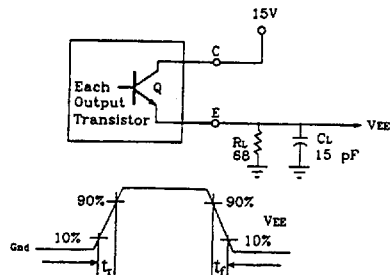 15V
C
Each
Output
Transistor
Q
E
VEE
RL
68
CL
15 pF
90%
90%
10%
VEE
10%
Gnd
tr
tf